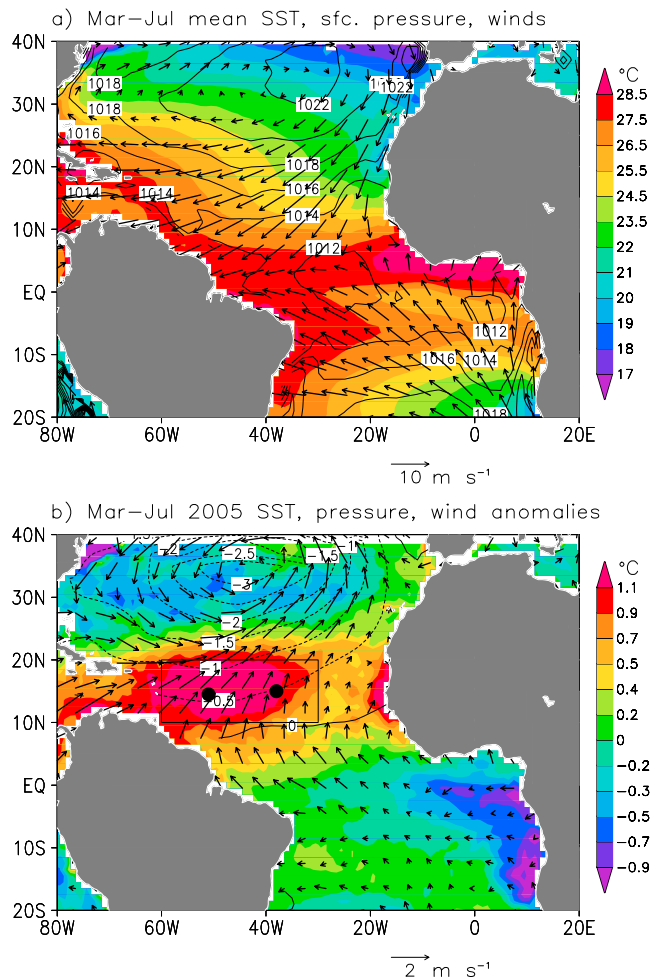 a) Mar-Jul mean SST, sfc. pressure, winds
40N
30N
20N
10N
EQ
10S
20S
80W 60W 40W 20W 0 20E
1018
1022
1022
1018
1016
1018
1014
1014
1016
1014
1012
1012
1016
1014
1018
°C
28.5
27.5
26.5
25.5
24.5
23.5
22.5
22
21
20
19
18
17
10 m s⁻¹
b) Mar-Jul 2005 SST, pressure, wind anomalies
40N
30N
20N
10N
EQ
10S
20S
80W 60W 40W 20W 0 20E
-2
-2.5
-1.5
-1
-3
-2
-1.5
-1
-0.5
0
°C
1.1
0.9
0.7
0.5
0.4
0.2
0
-0.2
-0.4
-0.5
-0.7
-0.9
2 m s⁻¹